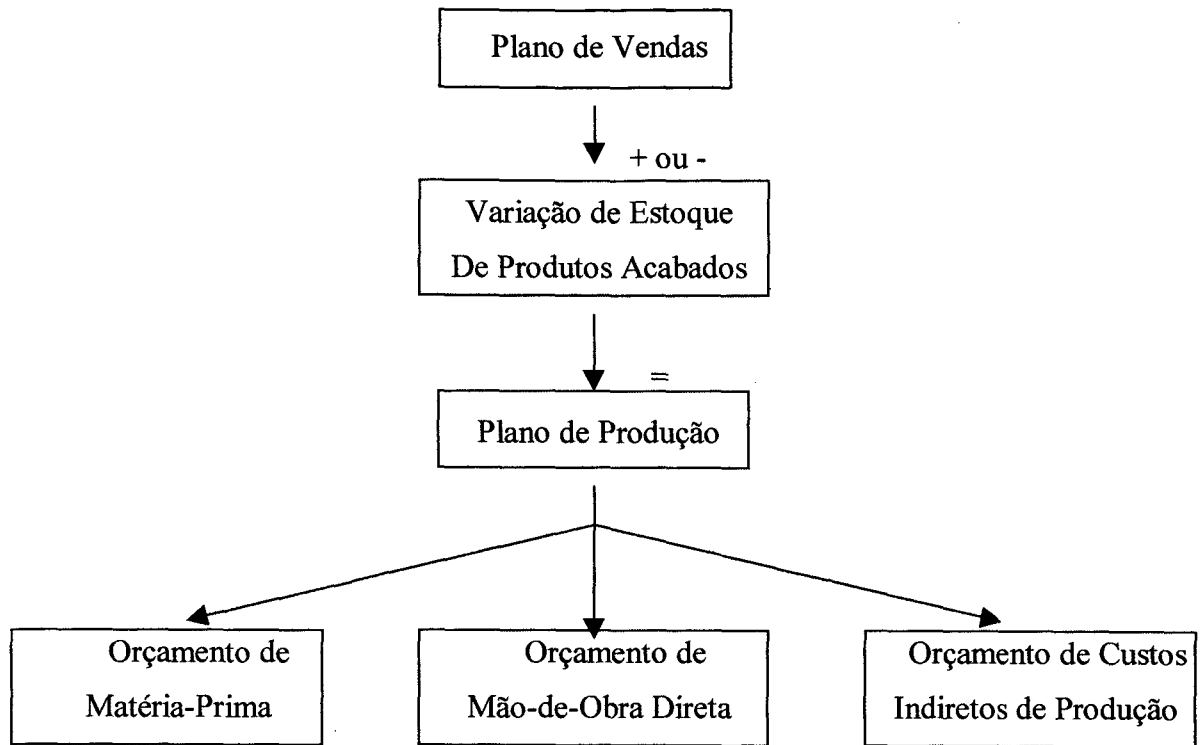 Plano de Vendas
+ ou -
Variação de Estoque
De Produtos Acabados
=
Plano de Produção
Orçamento de
Matéria-Prima
Orçamento de
Mão-de-Obra Direta
Orçamento de Custos
Indiretos de Produção